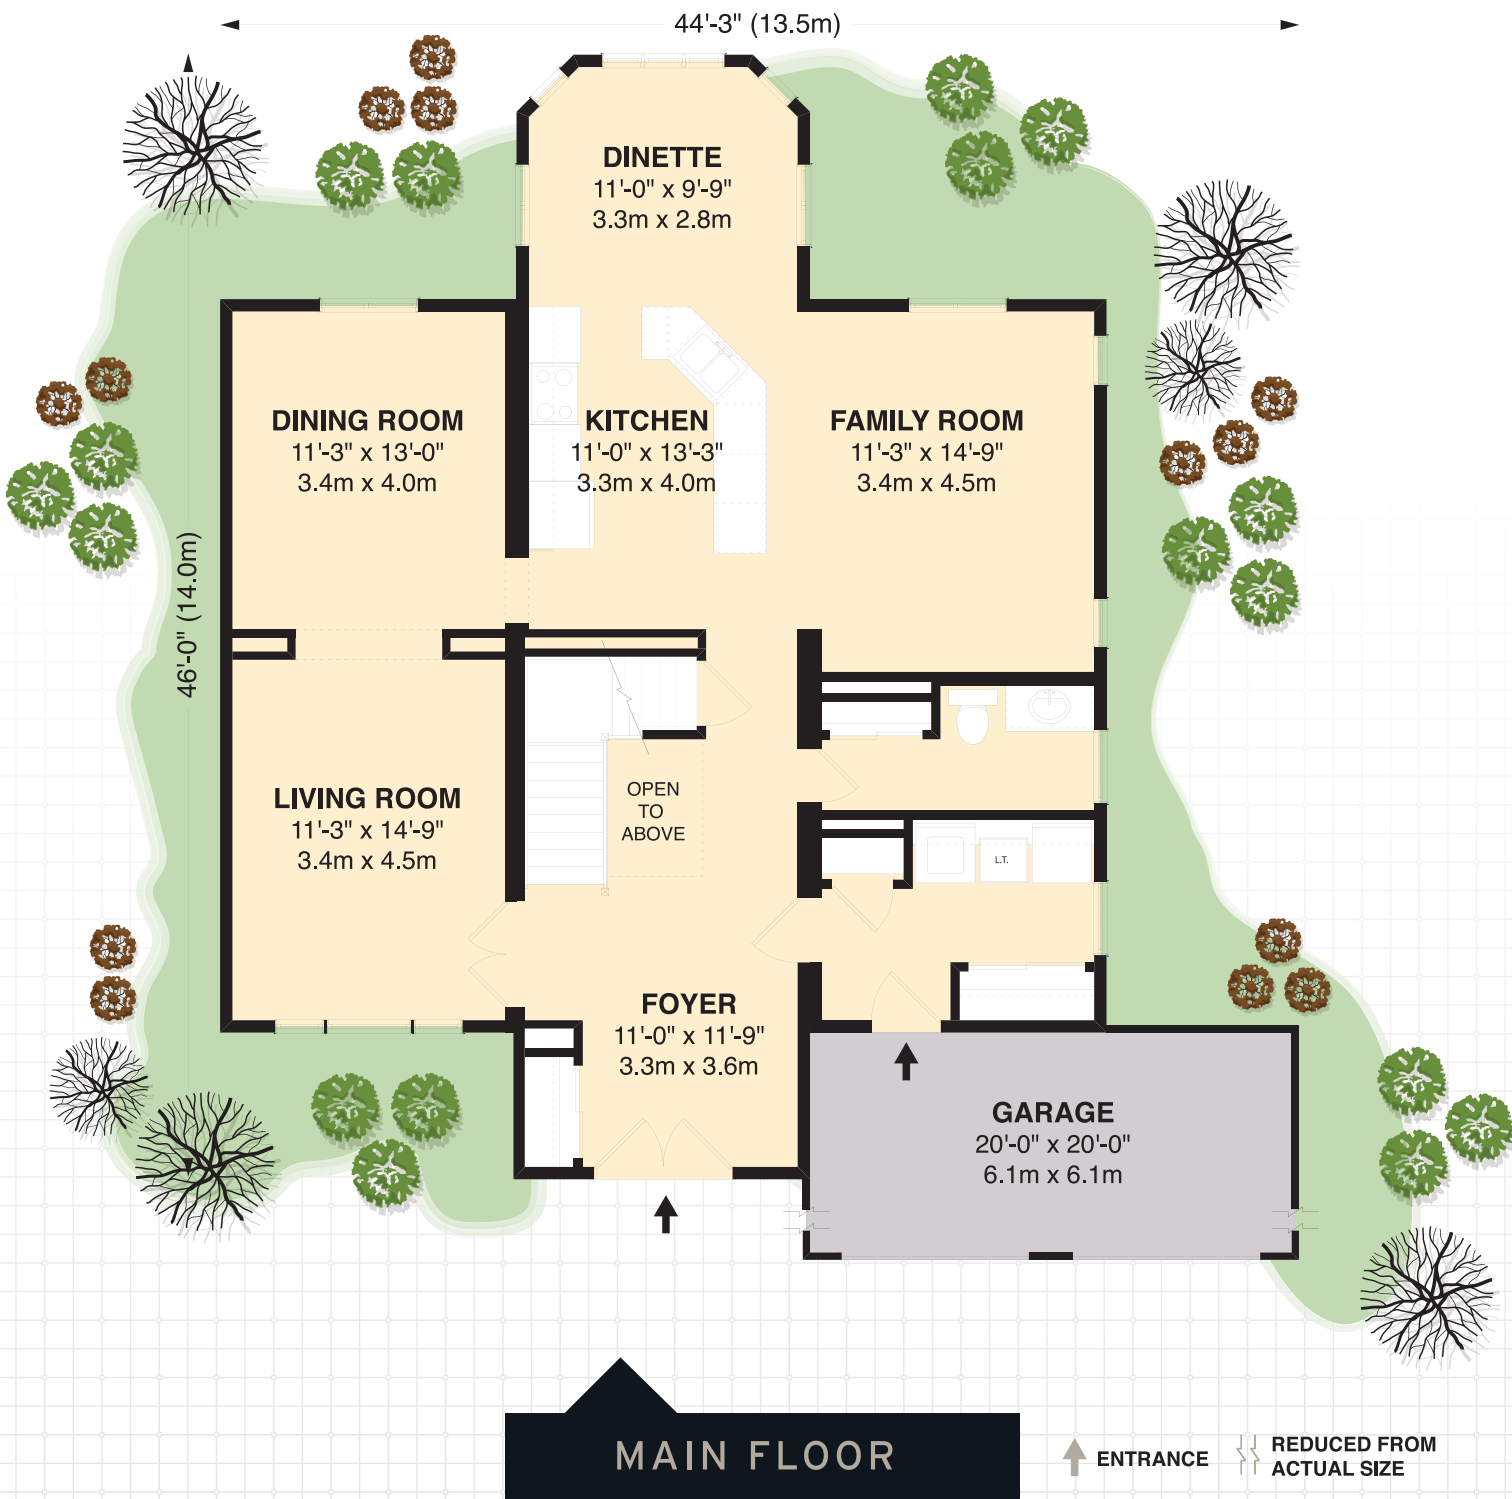 44'-3" (13.5m)
DINETTE
11'-0" x 9'-9"
3.3m x 2.8m
DINING ROOM
11'-3" x 13'-0"
3.4m x 4.0m
KITCHEN
11'-0" x 13'-3"
3.3m x 4.0m
FAMILY ROOM
11'-3" x 14'-9"
3.4m x 4.5m
46'-0" (14.0m)
LIVING ROOM
11'-3" x 14'-9"
3.4m x 4.5m
OPEN
TO
ABOVE
L.T.
FOYER
11'-0" x 11'-9"
3.3m x 3.6m
GARAGE
20'-0" x 20'-0"
6.1m x 6.1m
MAIN FLOOR
ENTRANCE
REDUCED FROM
ACTUAL SIZE